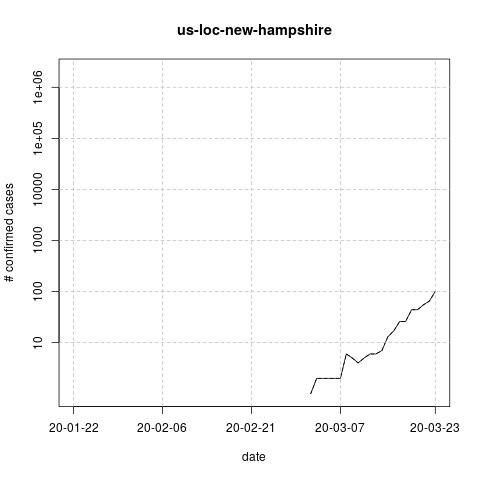 us-loc-new-hampshire
# confirmed cases
1e+06
1e+05
10000
1000
100
10
20-01-22
20-02-06
20-02-21
20-03-07
20-03-23
date